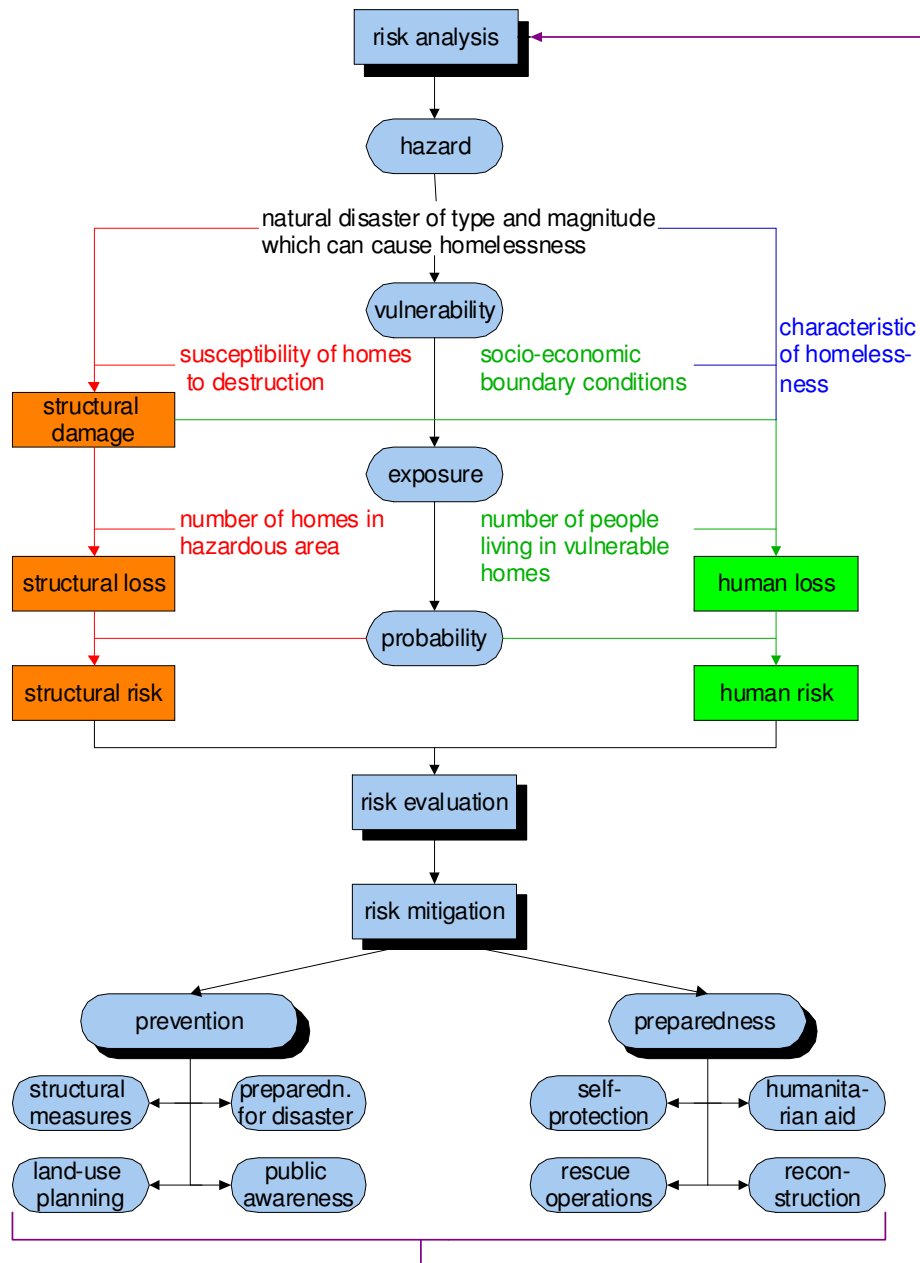 risk analysis
hazard
natural disaster of type and magnitude
which can cause homelessness
vulnerability
susceptibility of homes
to destruction
socio-economic
boundary conditions
characteristic
of homeless-
ness
structural
damage
exposure
number of homes in
hazardous area
number of people
living in vulnerable
homes
structural loss
human loss
probability
structural risk
human risk
risk evaluation
risk mitigation
prevention
preparedness
structural
measures
preparedn.
for disaster
self-
protection
humanita-
rian aid
land-use
planning
public
awareness
rescue
operations
recon-
struction